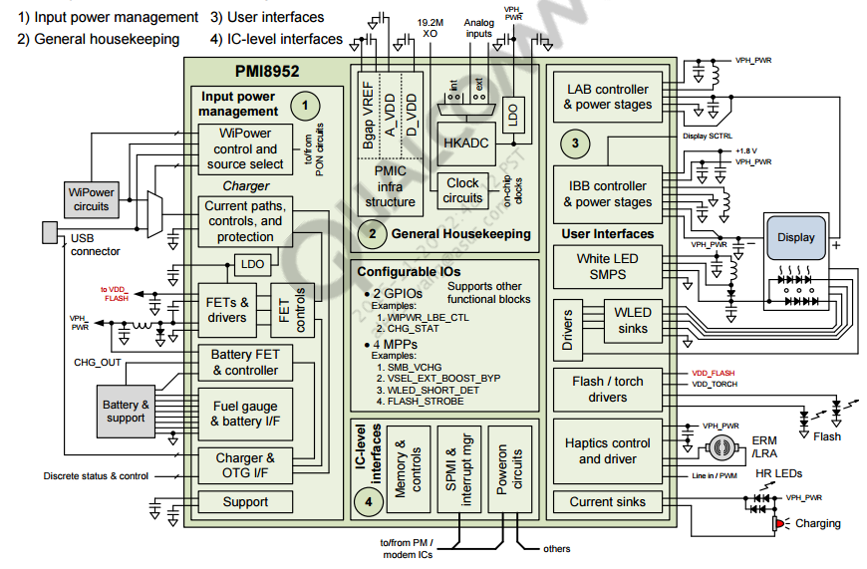 1) Input power management
3) User interfaces
2) General housekeeping
4) IC-level interfaces
PMI8952
Input power
management
1
WiPower
control and
source select
to/from
PON circuits
Charger
Current paths,
controls, and
protection
LDO
FETs &
drivers
FET
controls
Battery FET
& controller
Fuel gauge
& battery I/F
Charger &
OTG I/F
Support
WiPower
circuits
USB
connector
to VDD_
FLASH
VPH_
PWR
CHG_OUT
Battery &
support
Discrete status & control
19.2M
XO
Analog
inputs
VPH_
PWR
Bgap VREF
A_VDD
D_VDD
PMIC
infra
structure
int
ext
HKADC
LDO
Clock
circuits
on-chip
clocks
2
General Housekeeping
Configurable IOs
• 2 GPIOs
Supports other
functional blocks
Examples:
1. WIPWR_LBE_CTL
2. CHG_STAT
• 4 MPPs
Examples:
1. SMB_VCHG
2. VSEL_EXT_BOOST_BYP
3. WLED_SHORT_DET
4. FLASH_STROBE
IC-level
interfaces
4
Memory &
controls
SPMI &
interrupt mgr
Poweron
circuits
to/from PM /
modem ICs
others
LAB controller
& power stages
3
IBB controller
& power stages
User Interfaces
White LED
SMPS
Drivers
WLED
sinks
Flash / torch
drivers
Haptics control
and driver
Current sinks
VPH_PWR
Display SCTRL
+1.8 V
VPH_PWR
VPH_PWR
Display
+
−
VDD_FLASH
VDD_TORCH
Flash
VPH_PWR
ERM
/LRA
Line in / PWM
HR LEDs
VPH_PWR
Charging
QUALCOMM